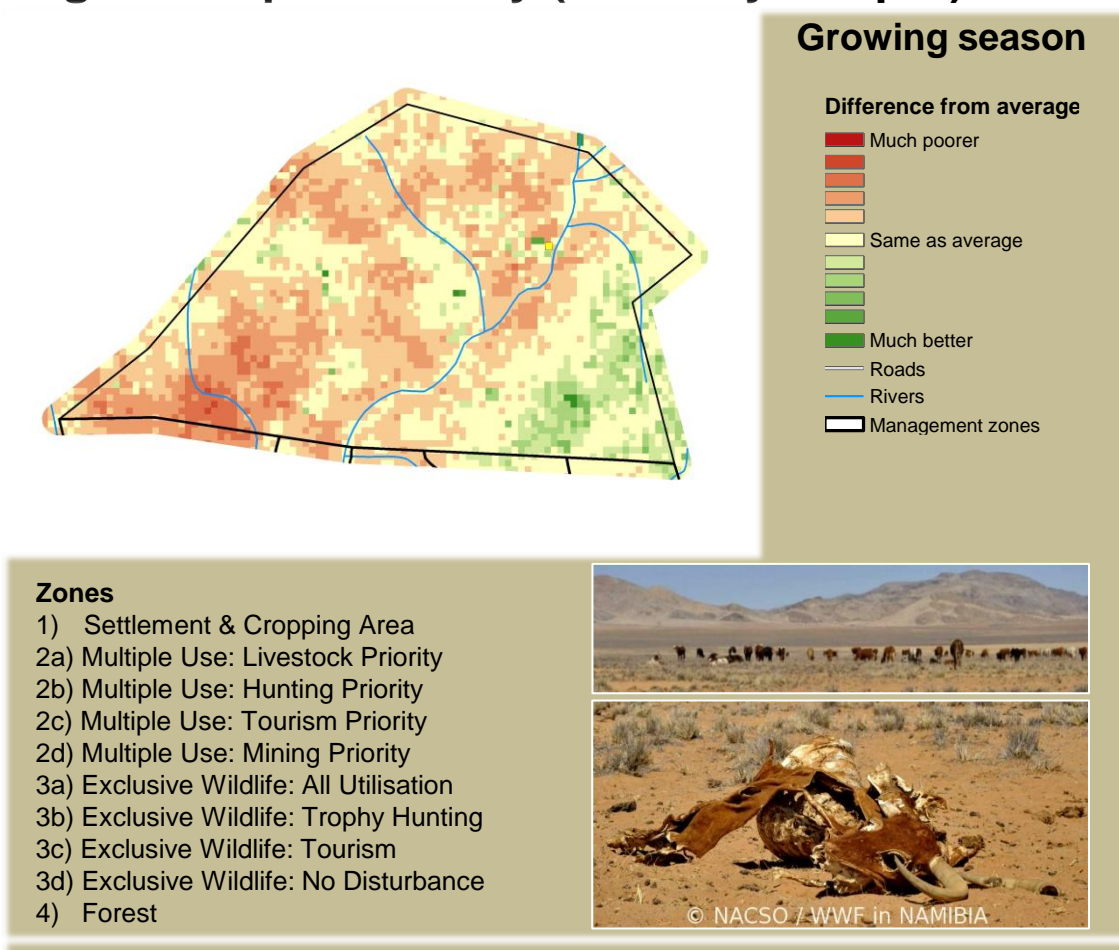 Growing season
Difference from average
Much poorer
Same as average
Much better
Roads
Rivers
Management zones
Zones
1) Settlement & Cropping Area
2a) Multiple Use: Livestock Priority
2b) Multiple Use: Hunting Priority
2c) Multiple Use: Tourism Priority
2d) Multiple Use: Mining Priority
3a) Exclusive Wildlife: All Utilisation
3b) Exclusive Wildlife: Trophy Hunting
3c) Exclusive Wildlife: Tourism
3d) Exclusive Wildlife: No Disturbance
4) Forest
© NACSO / WWF in NAMIBIA